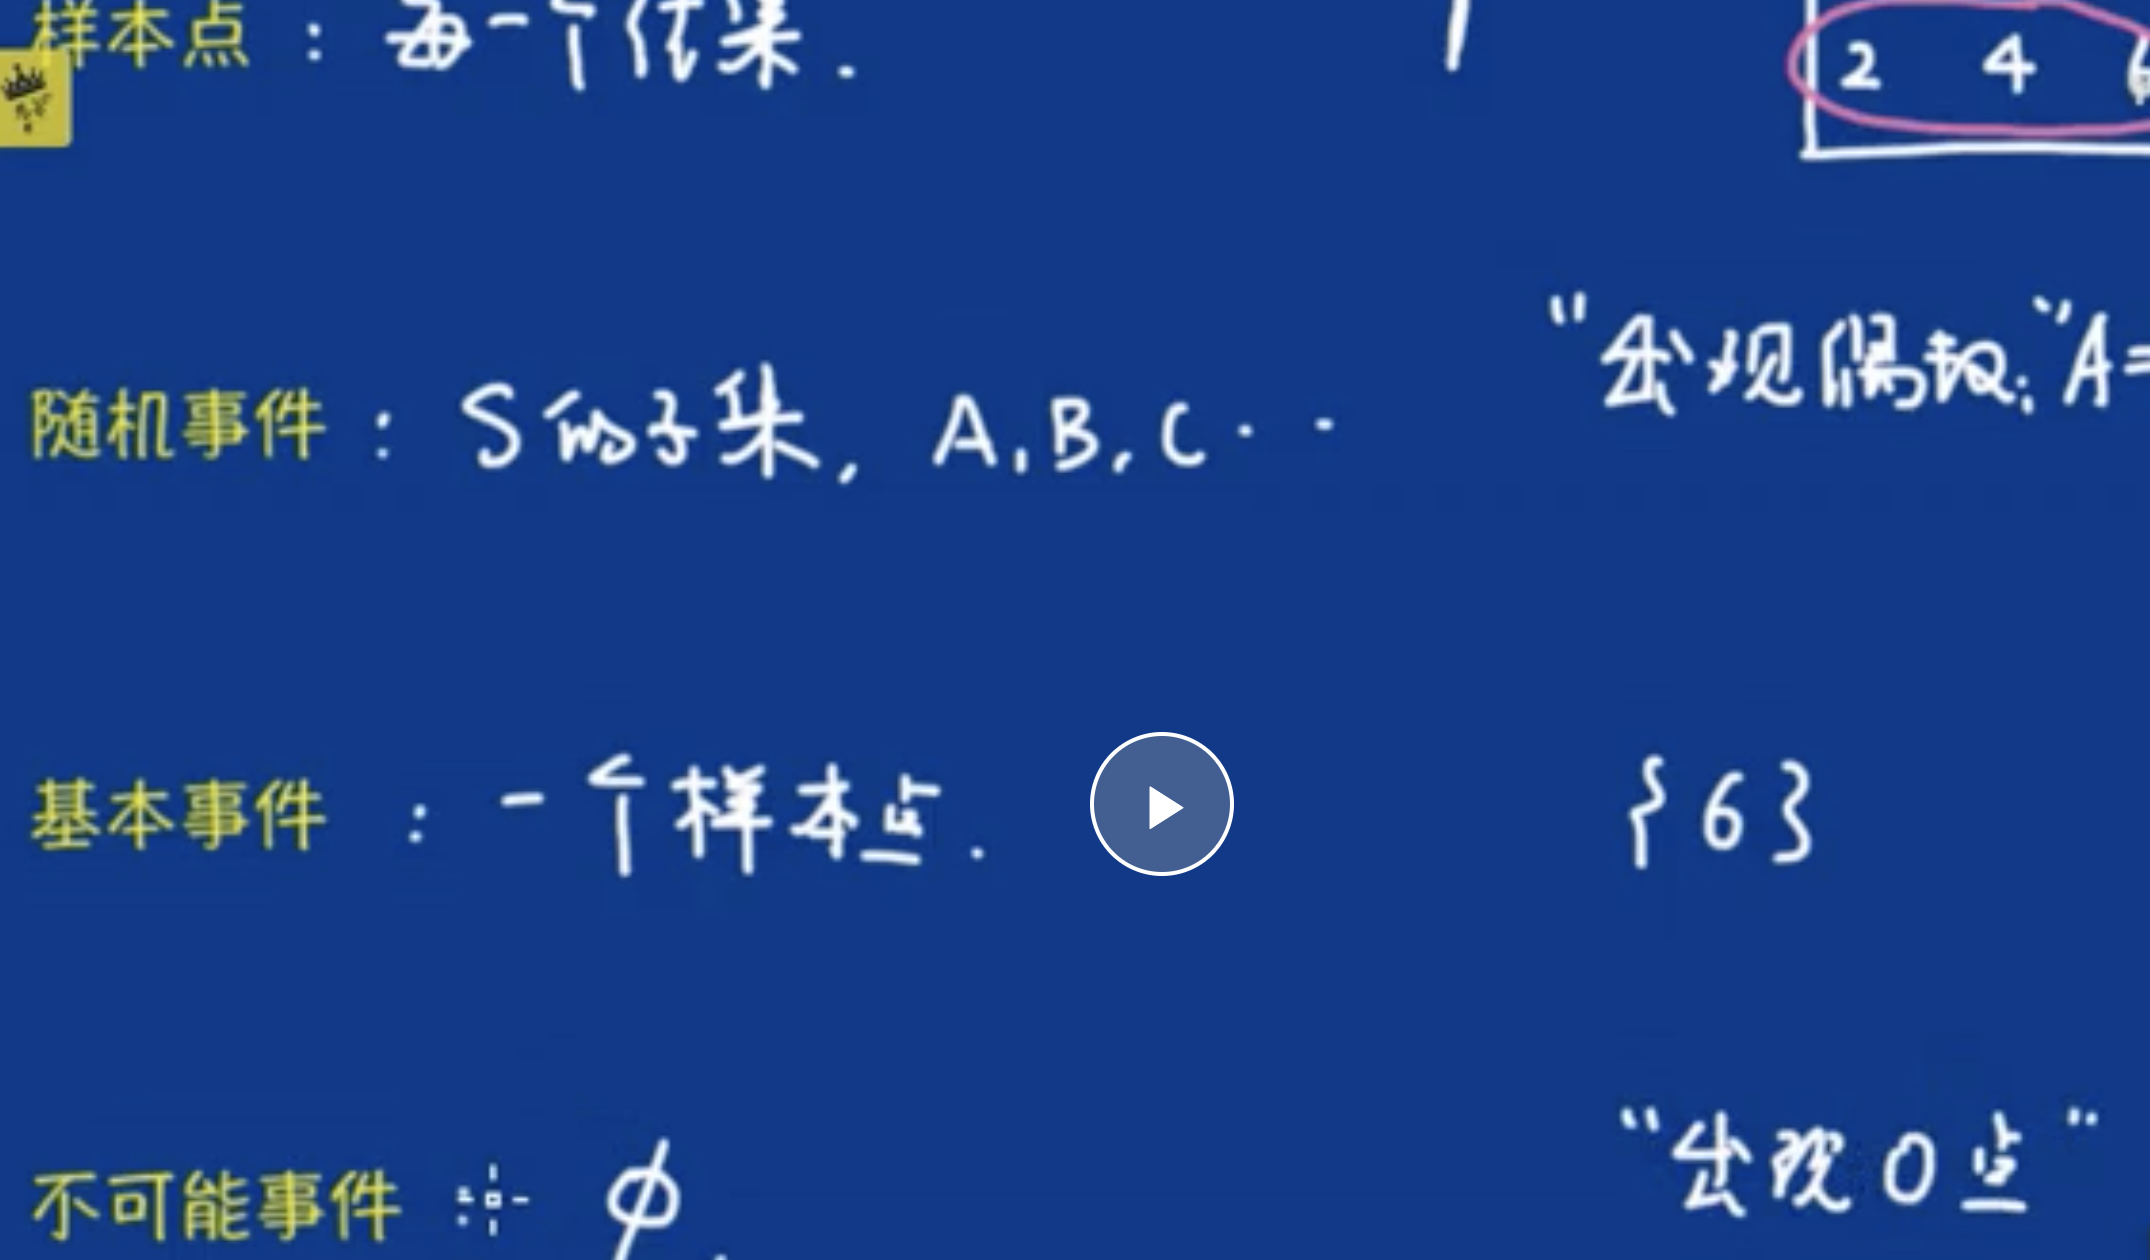 样本点 : 每一个结果.
2 4 6
"出现偶数:"A=
随机事件 : S的子集, A,B,C··
基本事件 : 一个样本点.
{6}
"出现0点"
不可能事件 : ϕ.